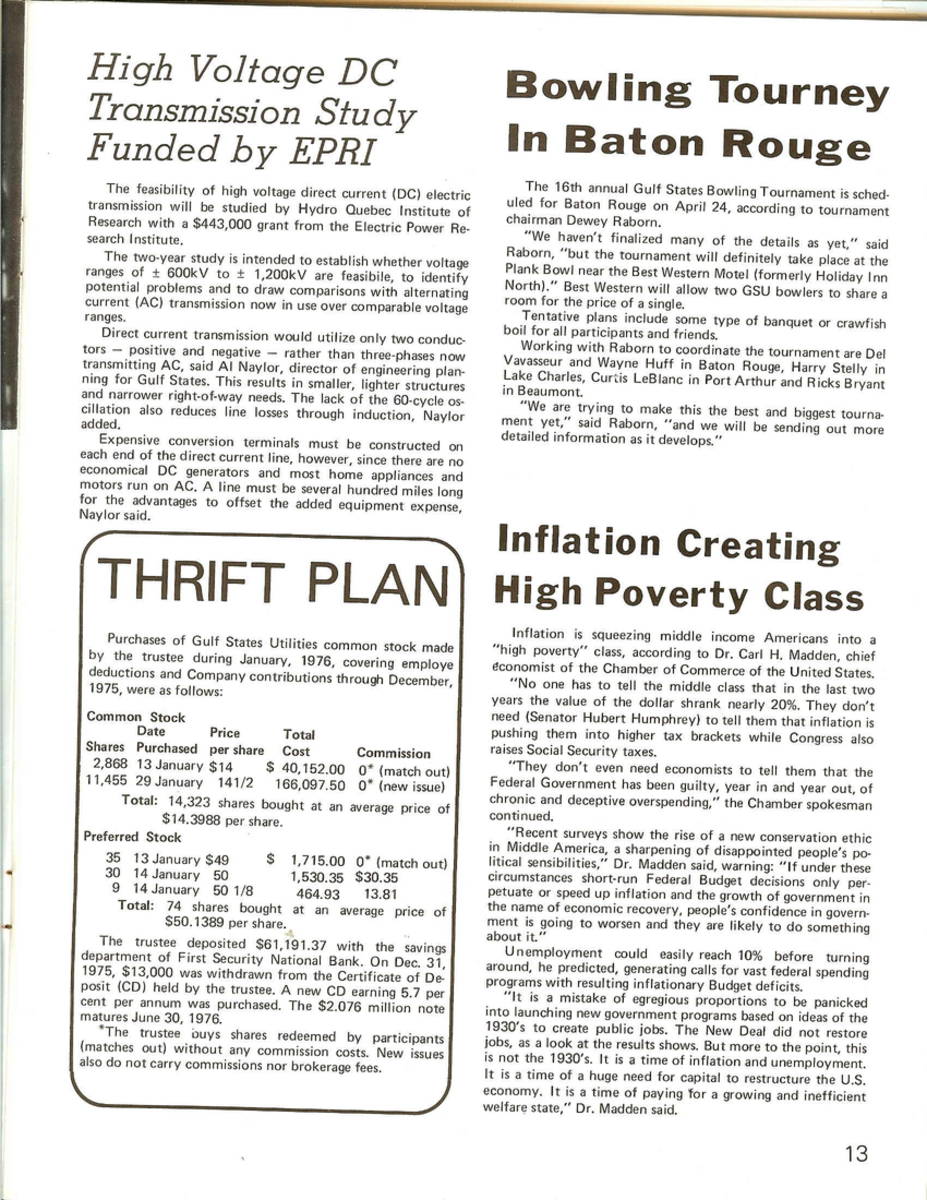 High Voltage DC
Transmission Study
Funded by EPRI
The feasibility of high voltage direct current (DC) electric
transmission will be studied by Hydro Quebec Institute of
Research with a $443,000 grant from the Electric Power Re-
search Institute.
The two-year study is intended to establish whether voltage
ranges of ± 600kV to ± 1,200kV are feasibile, to identify
potential problems and to draw comparisons with alternating
current (AC) transmission now in use over comparable voltage
ranges.
Direct current transmission would utilize only two conduc-
tors — positive and negative — rather than three-phases now
transmitting AC, said Al Naylor, director of engineering plan-
ning for Gulf States. This results in smaller, lighter structures
and narrower right-of-way needs. The lack of the 60-cycle os-
cillation also reduces line losses through induction, Naylor
added.
Expensive conversion terminals must be constructed on
each end of the direct current line, however, since there are no
economical DC generators and most home appliances and
motors run on AC. A line must be several hundred miles long
for the advantages to offset the added equipment expense,
Naylor said.
THRIFT PLAN
Purchases of Gulf States Utilities common stock made
by the trustee during January, 1976, covering employe
deductions and Company contributions through December,
1975, were as follows:
Common Stock
Date Price Total
Shares Purchased per share Cost Commission
2,868 13 January $14 $ 40,152.00 0* (match out)
11,455 29 January 141/2 166,097.50 0* (new issue)
Total: 14,323 shares bought at an average price of
$14.3988 per share.
Preferred Stock
35 13 January $49 $ 1,715.00 0* (match out)
30 14 January 50 1,530.35 $30.35
9 14 January 50 1/8 464.93 13.81
Total: 74 shares bought at an average price of
$50.1389 per share.
The trustee deposited $61,191.37 with the savings
department of First Security National Bank. On Dec. 31,
1975, $13,000 was withdrawn from the Certificate of De-
posit (CD) held by the trustee. A new CD earning 5.7 per
cent per annum was purchased. The $2.076 million note
matures June 30, 1976.
*The trustee buys shares redeemed by participants
(matches out) without any commission costs. New issues
also do not carry commissions nor brokerage fees.
Bowling Tourney
In Baton Rouge
The 16th annual Gulf States Bowling Tournament is sched-
uled for Baton Rouge on April 24, according to tournament
chairman Dewey Raborn.
"We haven't finalized many of the details as yet," said
Raborn, "but the tournament will definitely take place at the
Plank Bowl near the Best Western Motel (formerly Holiday Inn
North)." Best Western will allow two GSU bowlers to share a
room for the price of a single.
Tentative plans include some type of banquet or crawfish
boil for all participants and friends.
Working with Raborn to coordinate the tournament are Del
Vavasseur and Wayne Huff in Baton Rouge, Harry Stelly in
Lake Charles, Curtis LeBlanc in Port Arthur and Ricks Bryant
in Beaumont.
"We are trying to make this the best and biggest tourna-
ment yet," said Raborn, "and we will be sending out more
detailed information as it develops."
Inflation Creating
High Poverty Class
Inflation is squeezing middle income Americans into a
"high poverty" class, according to Dr. Carl H. Madden, chief
economist of the Chamber of Commerce of the United States.
"No one has to tell the middle class that in the last two
years the value of the dollar shrank nearly 20%. They don't
need (Senator Hubert Humphrey) to tell them that inflation is
pushing them into higher tax brackets while Congress also
raises Social Security taxes.
"They don't even need economists to tell them that the
Federal Government has been guilty, year in and year out, of
chronic and deceptive overspending," the Chamber spokesman
continued.
"Recent surveys show the rise of a new conservation ethic
in Middle America, a sharpening of disappointed people's po-
litical sensibilities," Dr. Madden said, warning: "If under these
circumstances short-run Federal Budget decisions only per-
petuate or speed up inflation and the growth of government in
the name of economic recovery, people's confidence in govern-
ment is going to worsen and they are likely to do something
about it."
Unemployment could easily reach 10% before turning
around, he predicted, generating calls for vast federal spending
programs with resulting inflationary Budget deficits.
"It is a mistake of egregious proportions to be panicked
into launching new government programs based on ideas of the
1930's to create public jobs. The New Deal did not restore
jobs, as a look at the results shows. But more to the point, this
is not the 1930's. It is a time of inflation and unemployment.
It is a time of a huge need for capital to restructure the U.S.
economy. It is a time of paying for a growing and inefficient
welfare state," Dr. Madden said.
13